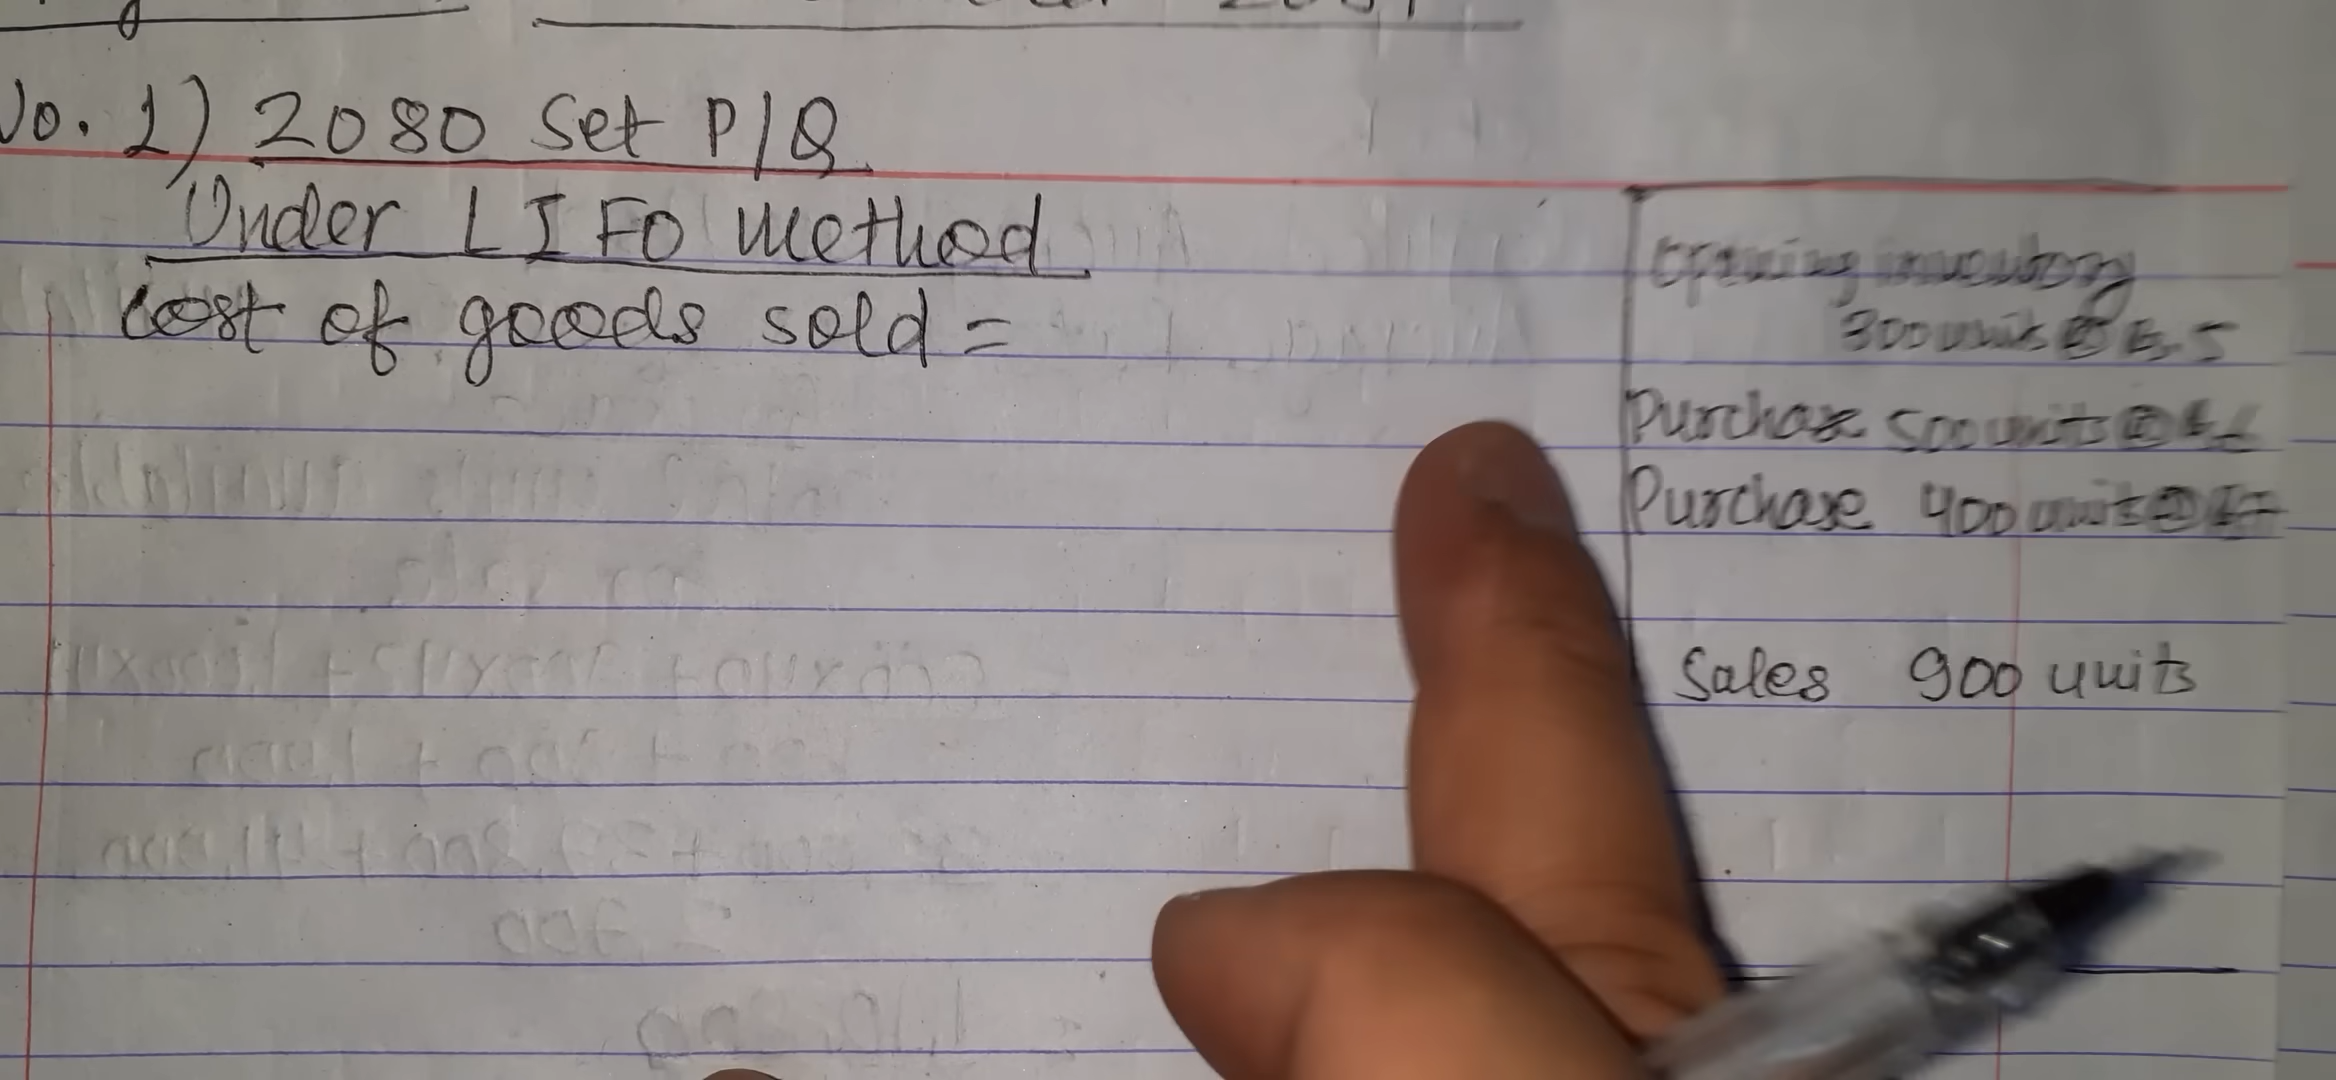 No. 1) 2080 Set P/Q
Under LIFO method
cost of goods sold =
Opening inventory
300 units @ Rs. 5
Purchase 500 units @
Purchase 400 units @
Sales 900 units